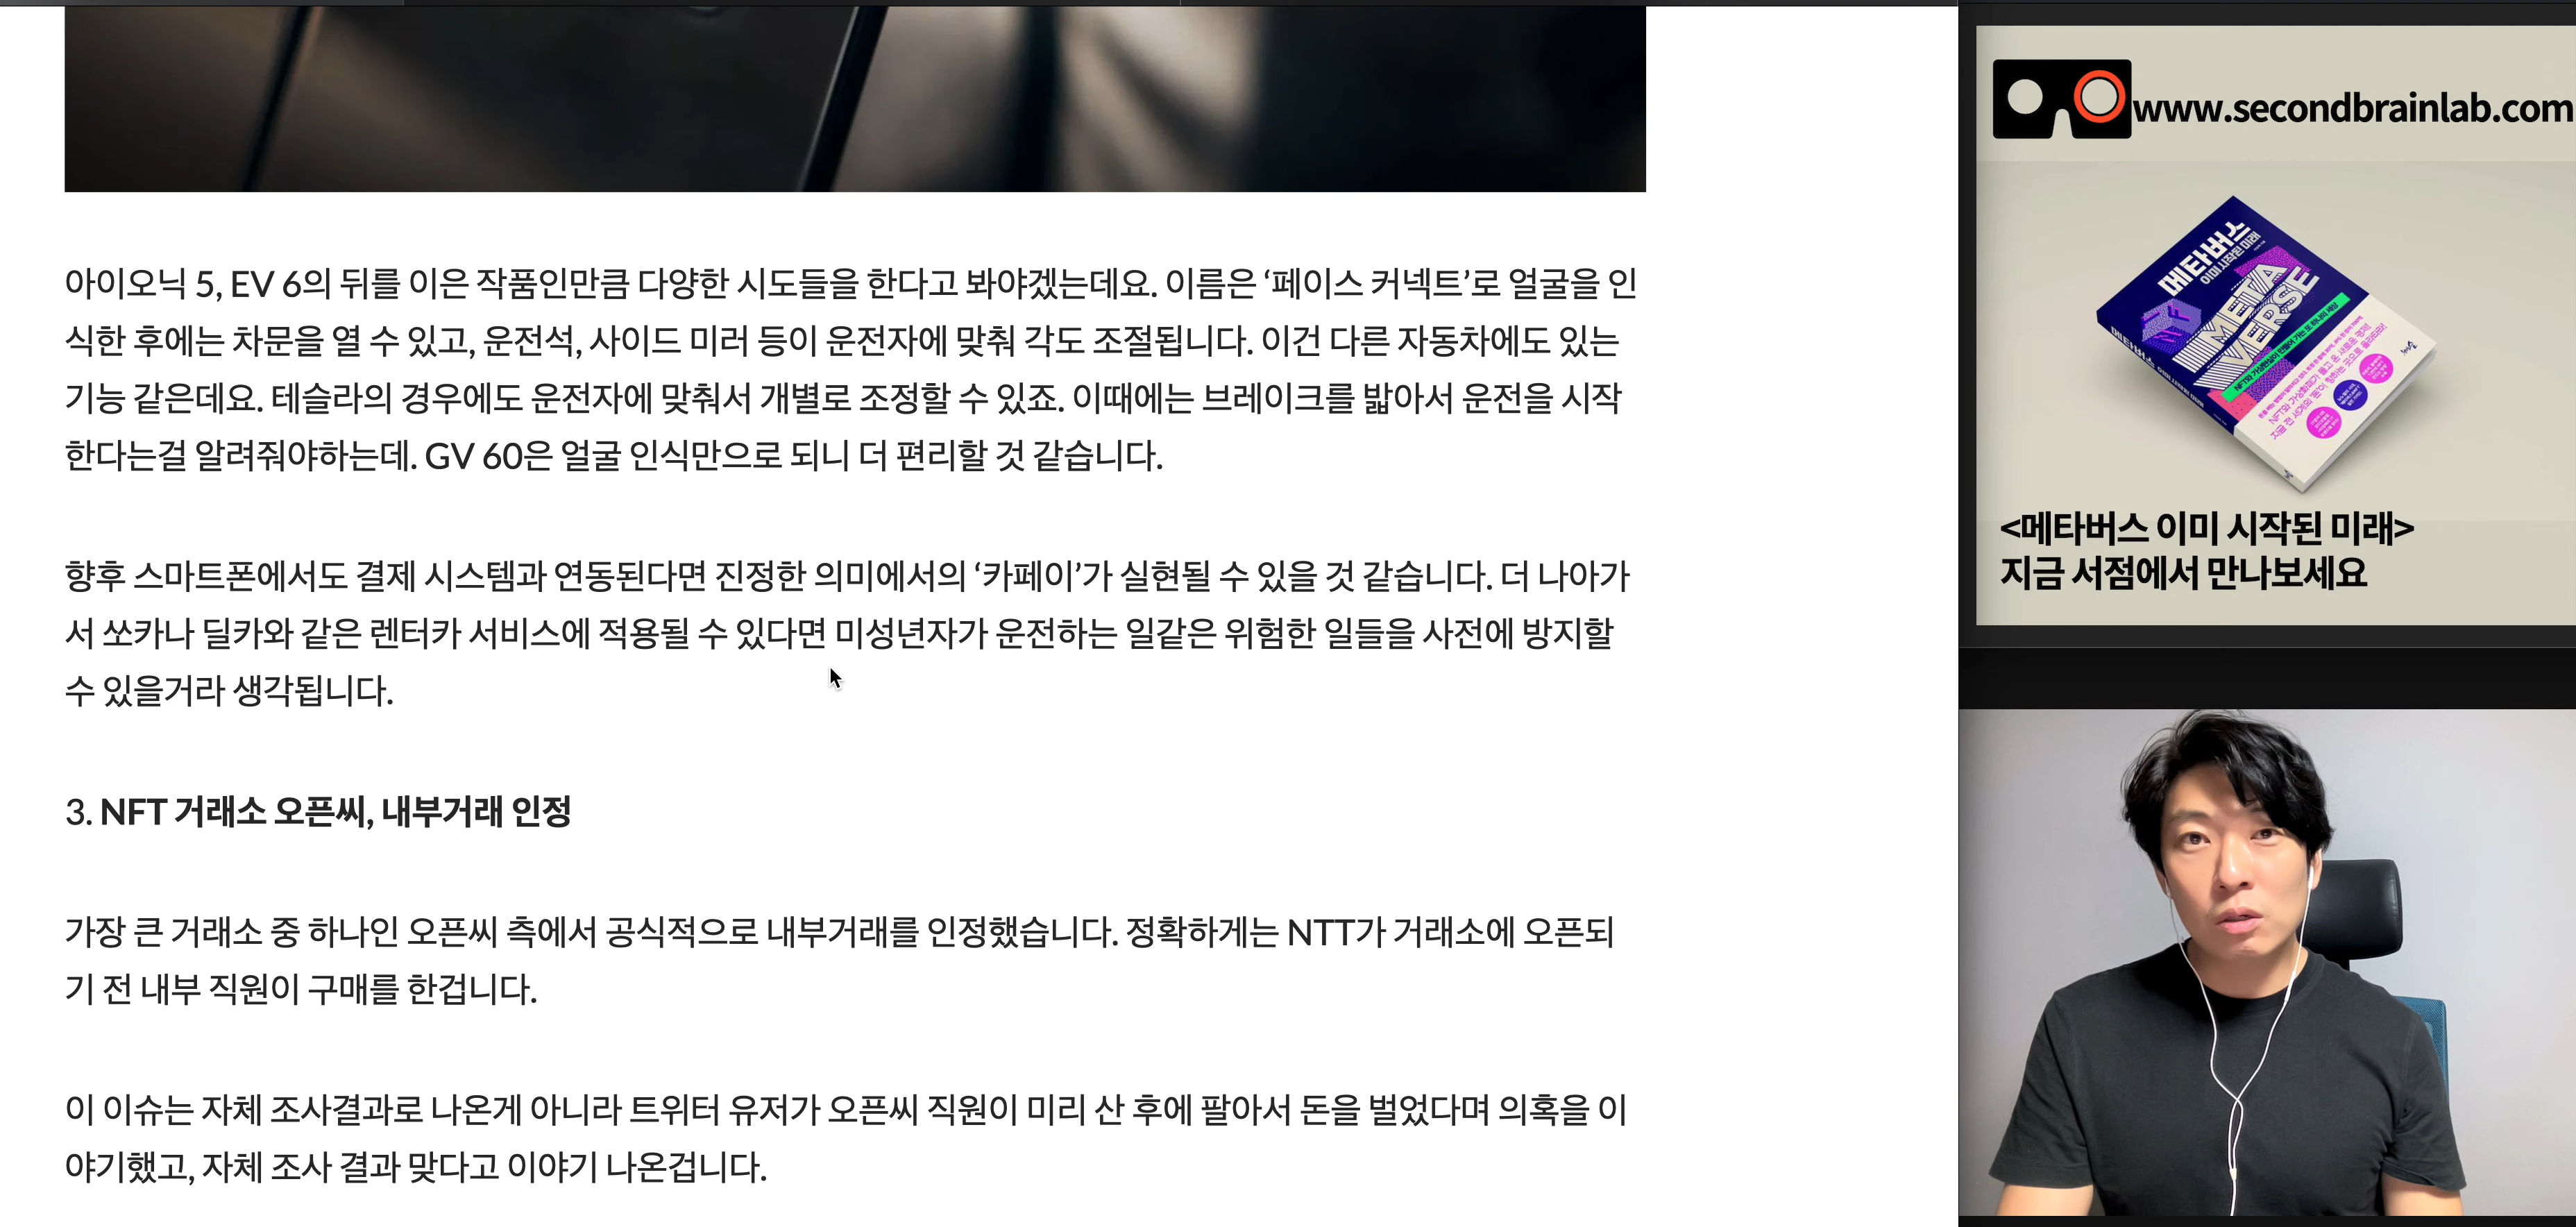 아이오닉 5, EV 6의 뒤를 이은 작품인만큼 다양한 시도들을 한다고 봐야겠는데요. 이름은 ‘페이스 커넥트’로 얼굴을 인
식한 후에는 차문을 열 수 있고, 운전석, 사이드 미러 등이 운전자에 맞춰 각도 조절됩니다. 이건 다른 자동차에도 있는
기능 같은데요. 테슬라의 경우에도 운전자에 맞춰서 개별로 조정할 수 있죠. 이때에는 브레이크를 밟아서 운전을 시작
한다는걸 알려줘야하는데. GV 60은 얼굴 인식만으로 되니 더 편리할 것 같습니다.
향후 스마트폰에서도 결제 시스템과 연동된다면 진정한 의미에서의 ‘카페이’가 실현될 수 있을 것 같습니다. 더 나아가
서 쏘카나 딜카와 같은 렌터카 서비스에 적용될 수 있다면 미성년자가 운전하는 일같은 위험한 일들을 사전에 방지할
수 있을거라 생각됩니다.
3. NFT 거래소 오픈씨, 내부거래 인정
가장 큰 거래소 중 하나인 오픈씨 측에서 공식적으로 내부거래를 인정했습니다. 정확하게는 NTT가 거래소에 오픈되
기 전 내부 직원이 구매를 한겁니다.
이 이슈는 자체 조사결과로 나온게 아니라 트위터 유저가 오픈씨 직원이 미리 산 후에 팔아서 돈을 벌었다며 의혹을 이
야기했고, 자체 조사 결과 맞다고 이야기 나온겁니다.
www.secondbrainlab.com
메타버스
이미 시작된 미래
META
VERSE
<메타버스 이미 시작된 미래>
지금 서점에서 만나보세요